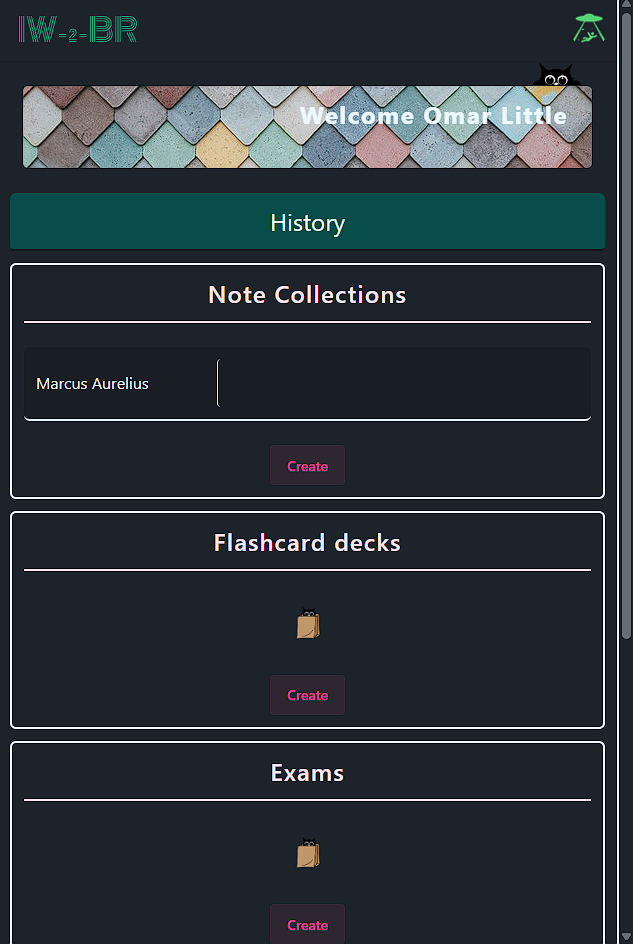 IW-2-BR
Welcome Omar Little
History
Note Collections
Marcus Aurelius
Create
Flashcard decks
Create
Exams
Create